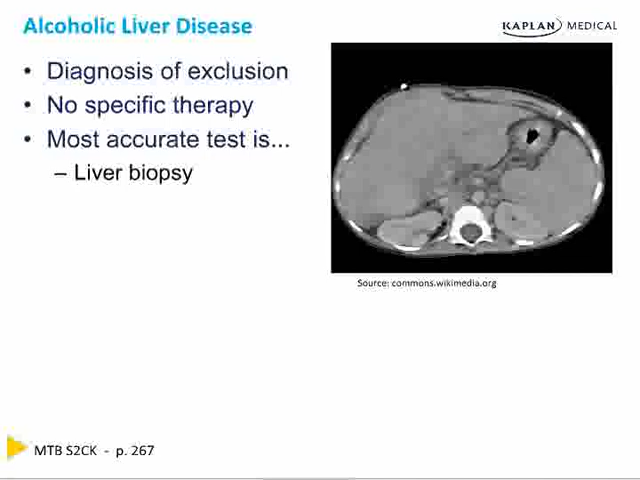 Alcoholic Liver Disease
KAPLAN MEDICAL
• Diagnosis of exclusion
• No specific therapy
• Most accurate test is...
– Liver biopsy
Source: commons.wikimedia.org
MTB S2CK - p. 267